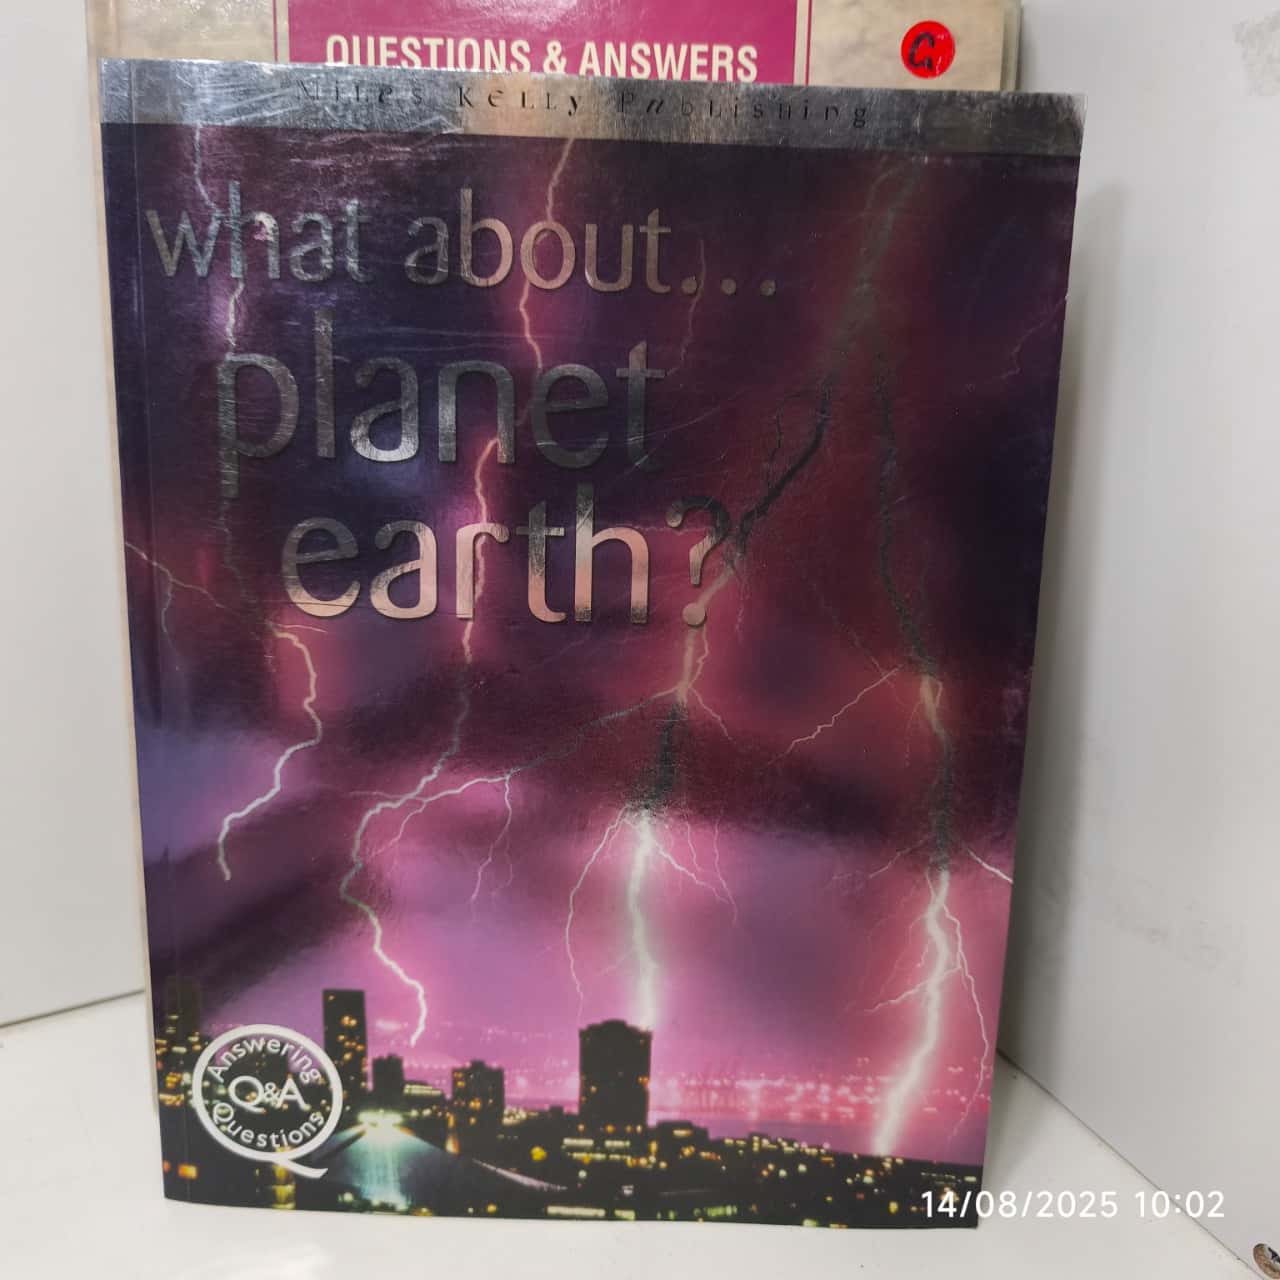 QUESTIONS & ANSWERS
G
Miles Kelly Publishing
what about...
planet
earth?
Answering
Q&A
Questions
14/08/2025 10:02